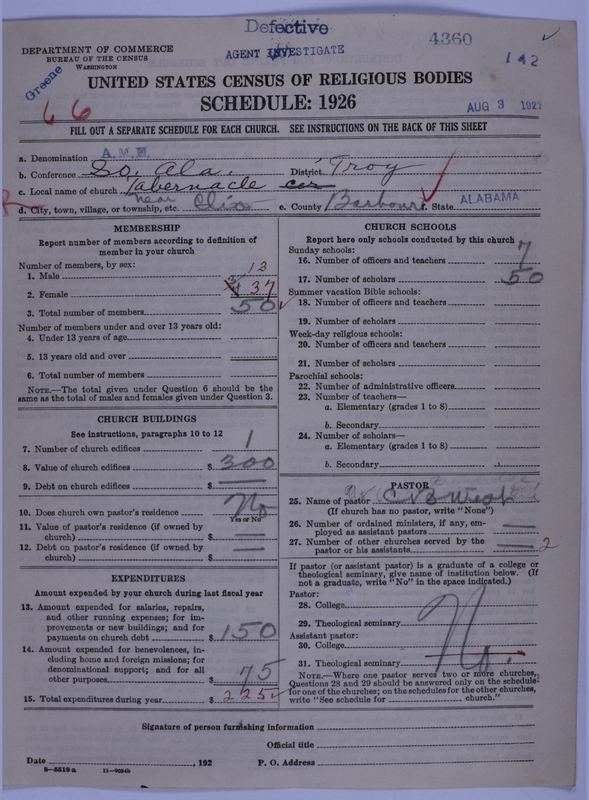 Defective
4360
DEPARTMENT OF COMMERCE
BUREAU OF THE CENSUS
WASHINGTON
AGENT INVESTIGATE
142
Greene
UNITED STATES CENSUS OF RELIGIOUS BODIES
66
SCHEDULE: 1926
AUG 3 1927
FILL OUT A SEPARATE SCHEDULE FOR EACH CHURCH. SEE INSTRUCTIONS ON THE BACK OF THIS SHEET
a. Denomination A.M.E.
b. Conference So. Ala. District Troy
c. Local name of church Tabernacle
d. City, town, village, or township, etc. near Clio e. County Barbour f. State ALABAMA
MEMBERSHIP
Report number of members according to definition of
member in your church
Number of members, by sex:
1. Male 13
2. Female 37
3. Total number of members 50
Number of members under and over 13 years old:
4. Under 13 years of age
5. 13 years old and over
6. Total number of members
NOTE.—The total given under Question 6 should be the
same as the total of males and females given under Question 3.
CHURCH BUILDINGS
See instructions, paragraphs 10 to 12
7. Number of church edifices 1
8. Value of church edifices $ 300
9. Debt on church edifices $
10. Does church own pastor's residence No
Yes or No
11. Value of pastor's residence (if owned by
church) $
12. Debt on pastor's residence (if owned by
church) $
EXPENDITURES
Amount expended by your church during last fiscal year
13. Amount expended for salaries, repairs,
and other running expenses; for im-
provements or new buildings; and for
payments on church debt $ 150
14. Amount expended for benevolences, in-
cluding home and foreign missions; for
denominational support; and for all
other purposes 75
15. Total expenditures during year $ 225
CHURCH SCHOOLS
Report here only schools conducted by this church
Sunday schools:
16. Number of officers and teachers 7
17. Number of scholars 50
Summer vacation Bible schools:
18. Number of officers and teachers
19. Number of scholars
Week-day religious schools:
20. Number of officers and teachers
21. Number of scholars
Parochial schools:
22. Number of administrative officers
23. Number of teachers—
a. Elementary (grades 1 to 8)
b. Secondary
24. Number of scholars—
a. Elementary (grades 1 to 8)
b. Secondary
PASTOR
25. Name of pastor
(If church has no pastor, write "None")
26. Number of ordained ministers, if any, em-
ployed as assistant pastors
27. Number of other churches served by the
pastor or his assistants 2
If pastor (or assistant pastor) is a graduate of a college or
theological seminary, give name of institution below. (If
not a graduate, write "No" in the space indicated.)
Pastor:
28. College
29. Theological seminary
Assistant pastor:
30. College
No.
31. Theological seminary
NOTE.—Where one pastor serves two or more churches,
Questions 28 and 29 should be answered only on the schedule
for one of the churches; on the schedules for the other churches,
write "See schedule for church."
Signature of person furnishing information
Official title
Date , 192 P. O. Address
8—5519a 11—9054b